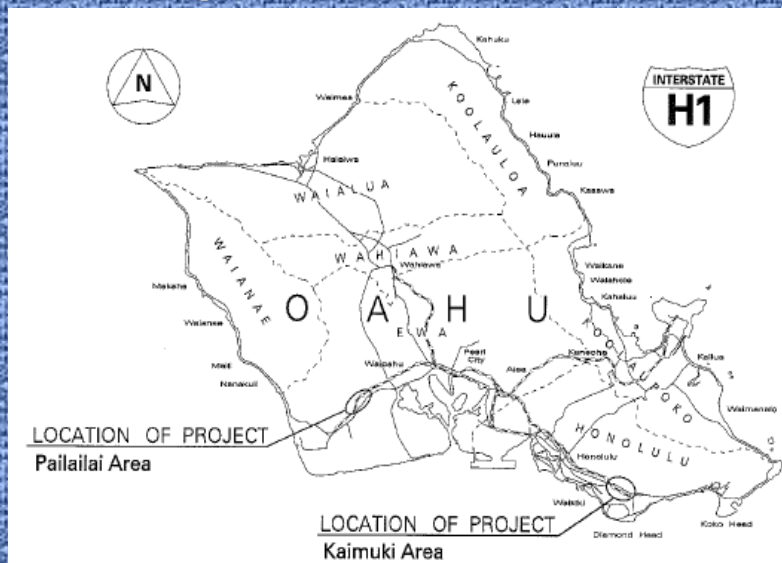 N
INTERSTATE
H1
Kahuku
Waimea
Laie
Hauula
Punaluu
Kaaawa
Haleiwa
KOOLAULOA
WAIALUA
WAHIAWA
Wahiawa
WAIANAE
Waikane
Waiahole
Kahaluu
Makaha
Waianae
Maili
Nanakuli
OAHU
EWA
Waipahu
Pearl
City
Aiea
Kaneohe
KOOLAUPOKO
Kailua
Waimanalo
HONOLULU
Honolulu
Waikiki
Diamond Head
Koko Head
LOCATION OF PROJECT
Pailailai Area
LOCATION OF PROJECT
Kaimuki Area